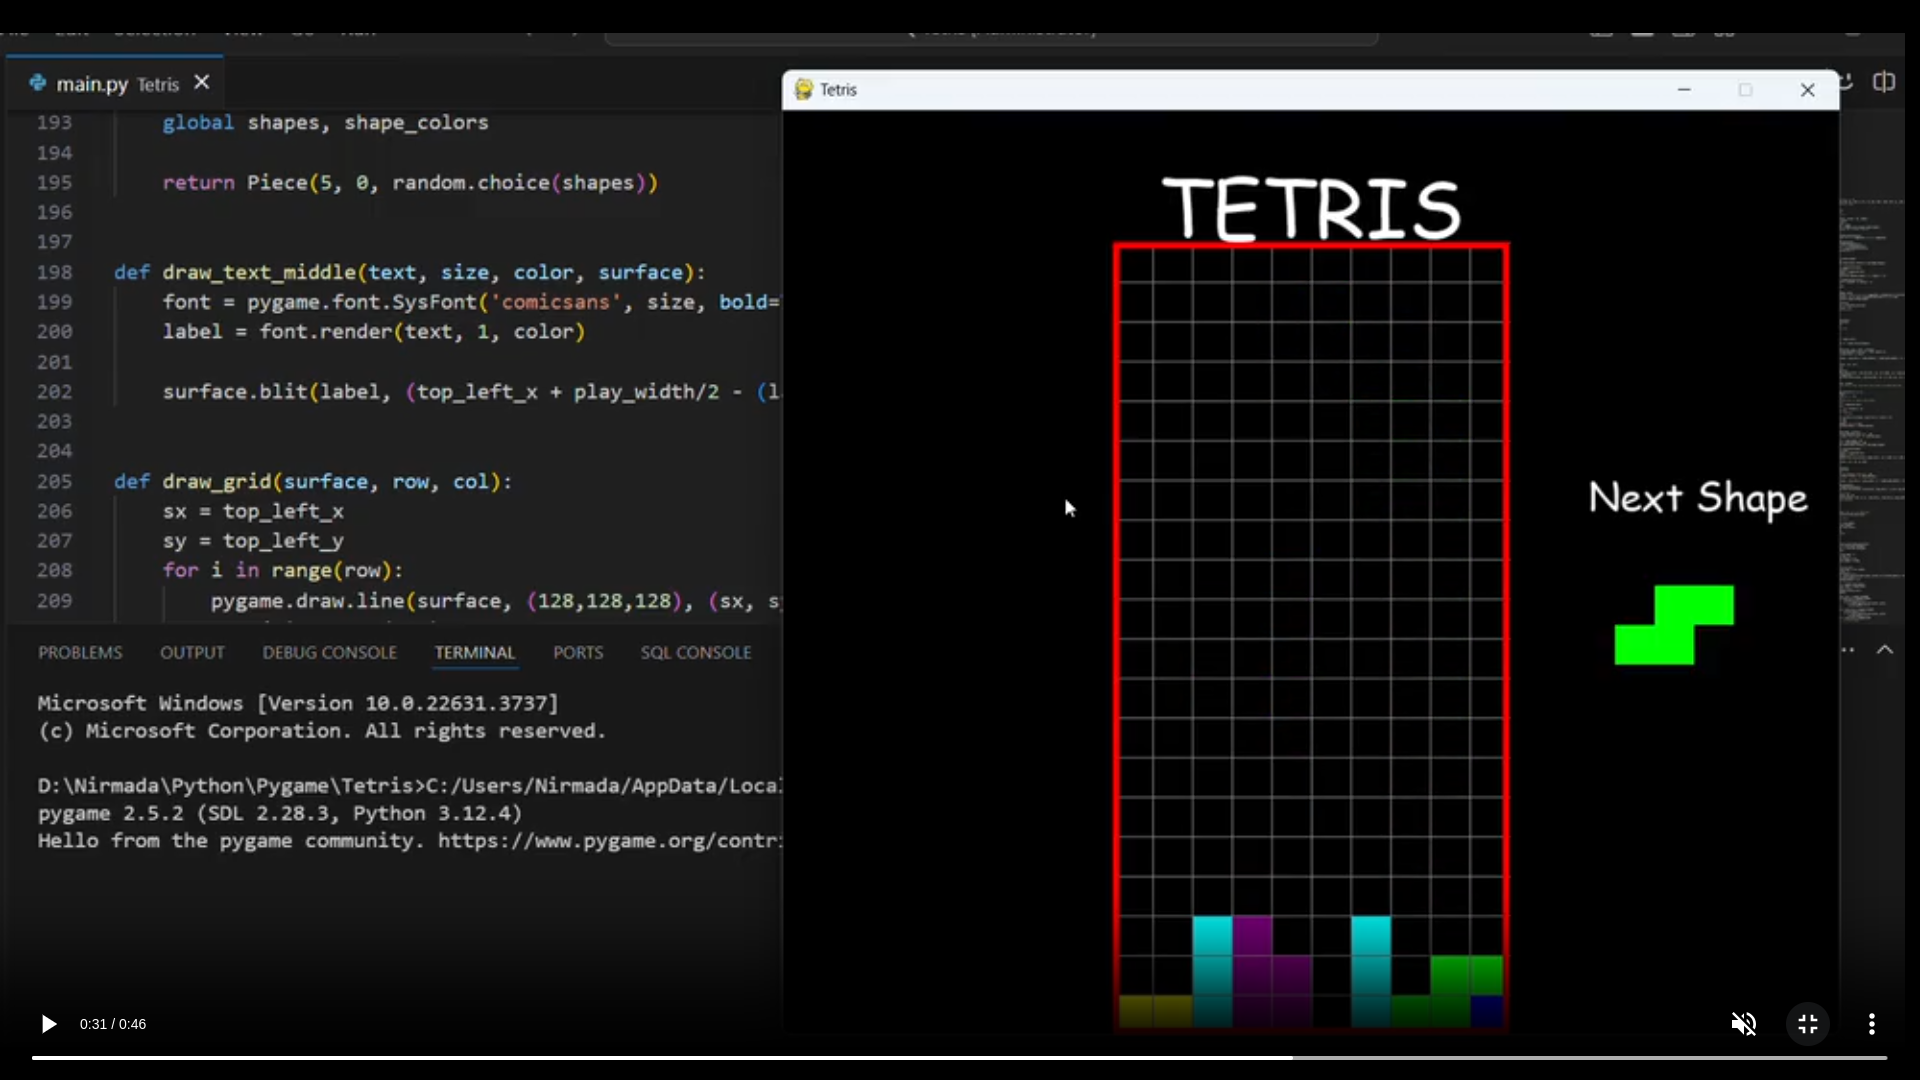 main.py Tetris
193 global shapes, shape_colors
194
195 return Piece(5, 0, random.choice(shapes))
196
197
198 def draw_text_middle(text, size, color, surface):
199 font = pygame.font.SysFont('comicsans', size, bold=
200 label = font.render(text, 1, color)
201
202 surface.blit(label, (top_left_x + play_width/2 - (l
203
204
205 def draw_grid(surface, row, col):
206 sx = top_left_x
207 sy = top_left_y
208 for i in range(row):
209 pygame.draw.line(surface, (128,128,128), (sx, s
PROBLEMS OUTPUT DEBUG CONSOLE TERMINAL PORTS SQL CONSOLE
Microsoft Windows [Version 10.0.22631.3737]
(c) Microsoft Corporation. All rights reserved.
D:\Nirmada\Python\Pygame\Tetris>C:/Users/Nirmada/AppData/Loca
pygame 2.5.2 (SDL 2.28.3, Python 3.12.4)
Hello from the pygame community. https://www.pygame.org/contr
Tetris
TETRIS
Next Shape
0:31 / 0:46